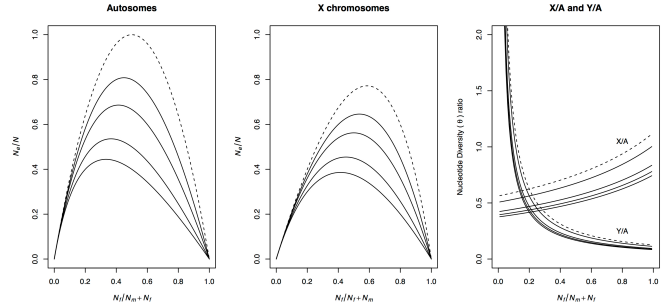 Autosomes
Ne/N
1.0
0.8
0.6
0.4
0.2
0.0
0.0 0.2 0.4 0.6 0.8 1.0
Nf/Nm + Nf
X chromosomes
Ne/N
1.0
0.8
0.6
0.4
0.2
0.0
0.0 0.2 0.4 0.6 0.8 1.0
Nf/Nf + Nm
X/A and Y/A
Nucleotide Diversity ( θ ) ratio
2.0
1.5
1.0
0.5
0.0
X/A
Y/A
0.0 0.2 0.4 0.6 0.8 1.0
Nf/Nm + Nf